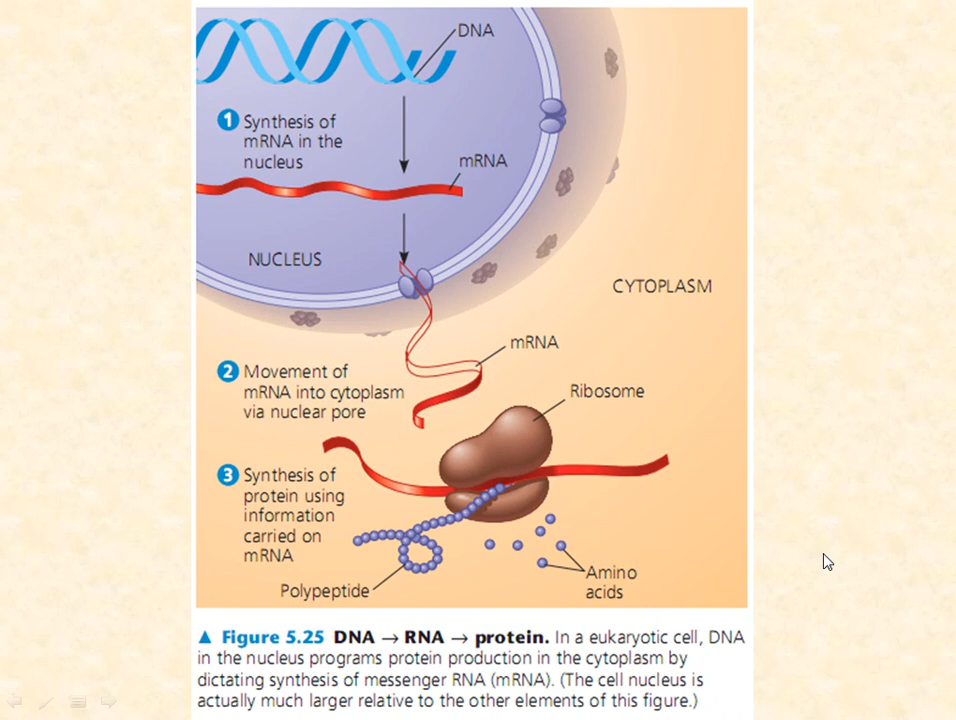 DNA
1 Synthesis of
mRNA in the
nucleus
mRNA
NUCLEUS
CYTOPLASM
mRNA
2 Movement of
mRNA into cytoplasm
via nuclear pore
Ribosome
3 Synthesis of
protein using
information
carried on
mRNA
Polypeptide
Amino
acids
▲ Figure 5.25 DNA → RNA → protein. In a eukaryotic cell, DNA
in the nucleus programs protein production in the cytoplasm by
dictating synthesis of messenger RNA (mRNA). (The cell nucleus is
actually much larger relative to the other elements of this figure.)